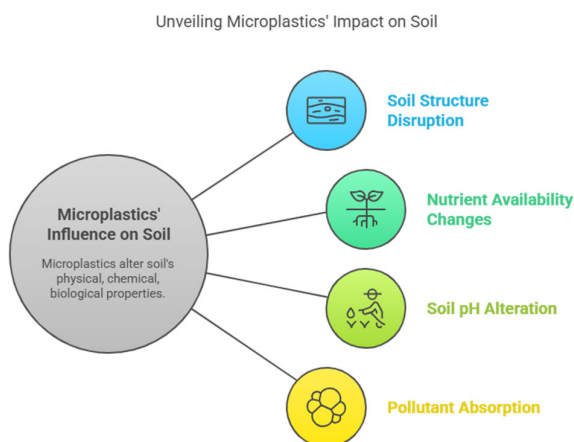 Unveiling Microplastics' Impact on Soil
Soil Structure
Disruption
Microplastics'
Influence on Soil
Microplastics alter soil's
physical, chemical,
biological properties.
Nutrient Availability
Changes
Soil pH Alteration
Pollutant Absorption